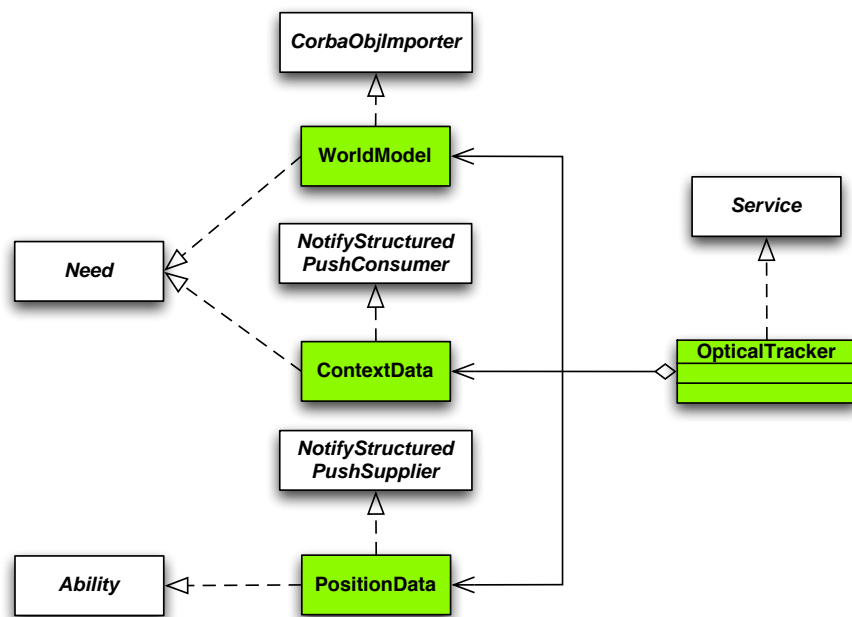 CorbaObjImporter
WorldModel
Service
NotifyStructured
PushConsumer
Need
OpticalTracker
ContextData
NotifyStructured
PushSupplier
Ability
PositionData